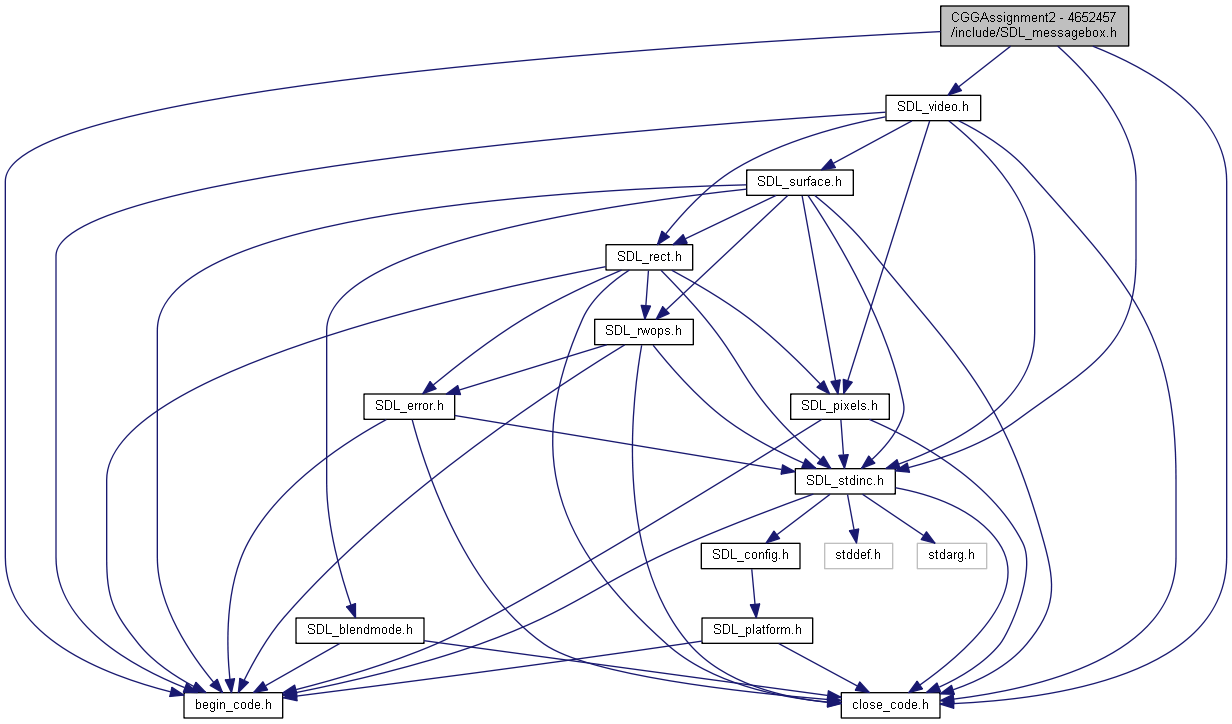 CGGAssignment2 - 4652457
/include/SDL_messagebox.h
SDL_video.h
SDL_surface.h
SDL_rect.h
SDL_rwops.h
SDL_error.h
SDL_pixels.h
SDL_stdinc.h
SDL_config.h
stddef.h
stdarg.h
SDL_blendmode.h
SDL_platform.h
begin_code.h
close_code.h